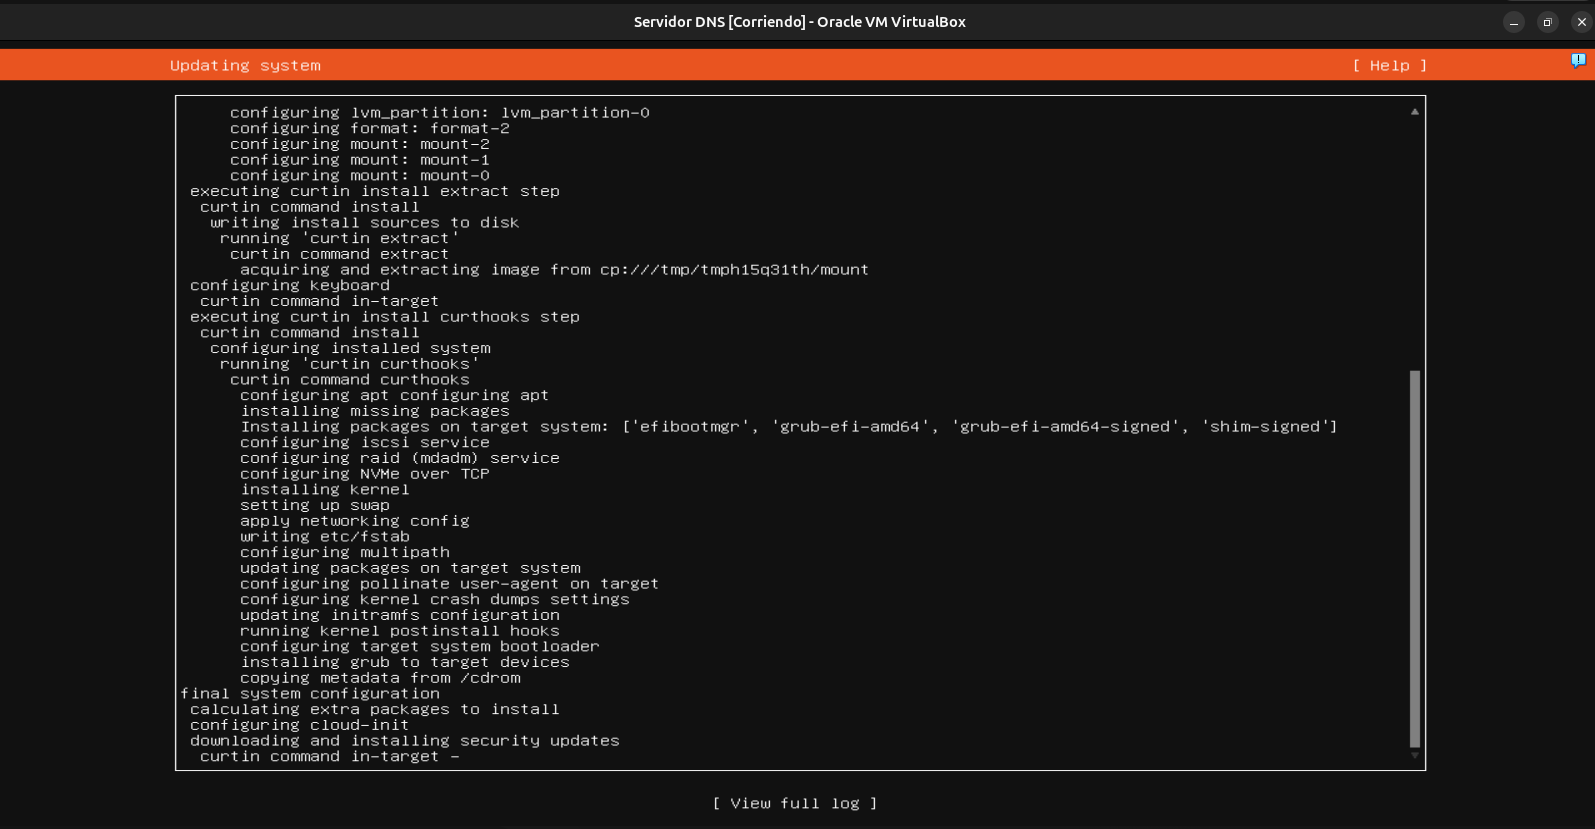 Servidor DNS [Corriendo] - Oracle VM VirtualBox
Updating system [ Help ]
configuring lvm_partition: lvm_partition-0
configuring format: format-2
configuring mount: mount-2
configuring mount: mount-1
configuring mount: mount-0
executing curtin install extract step
curtin command install
writing install sources to disk
running 'curtin extract'
curtin command extract
acquiring and extracting image from cp:///tmp/tmph15q31th/mount
configuring keyboard
curtin command in-target
executing curtin install curthooks step
curtin command install
configuring installed system
running 'curtin curthooks'
curtin command curthooks
configuring apt configuring apt
installing missing packages
Installing packages on target system: ['efibootmgr', 'grub-efi-amd64', 'grub-efi-amd64-signed', 'shim-signed']
configuring iscsi service
configuring raid (mdadm) service
configuring NVMe over TCP
installing kernel
setting up swap
apply networking config
writing etc/fstab
configuring multipath
updating packages on target system
configuring pollinate user-agent on target
configuring kernel crash dumps settings
updating initramfs configuration
running kernel postinstall hooks
configuring target system bootloader
installing grub to target devices
copying metadata from /cdrom
final system configuration
calculating extra packages to install
configuring cloud-init
downloading and installing security updates
curtin command in-target -
[ View full log ]